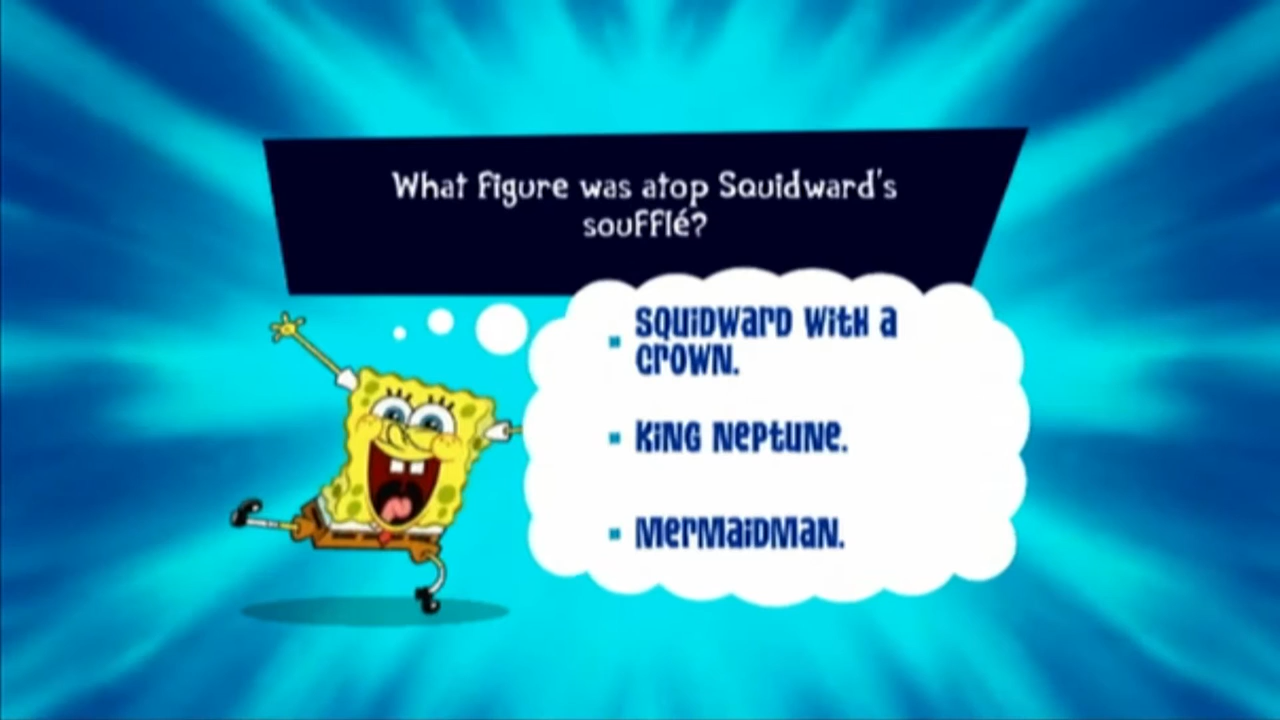 What figure was atop Squidward's
soufflé?
SQUIDWARD WITH A
CROWN.
KING NEPTUNE.
MERMAIDMAN.